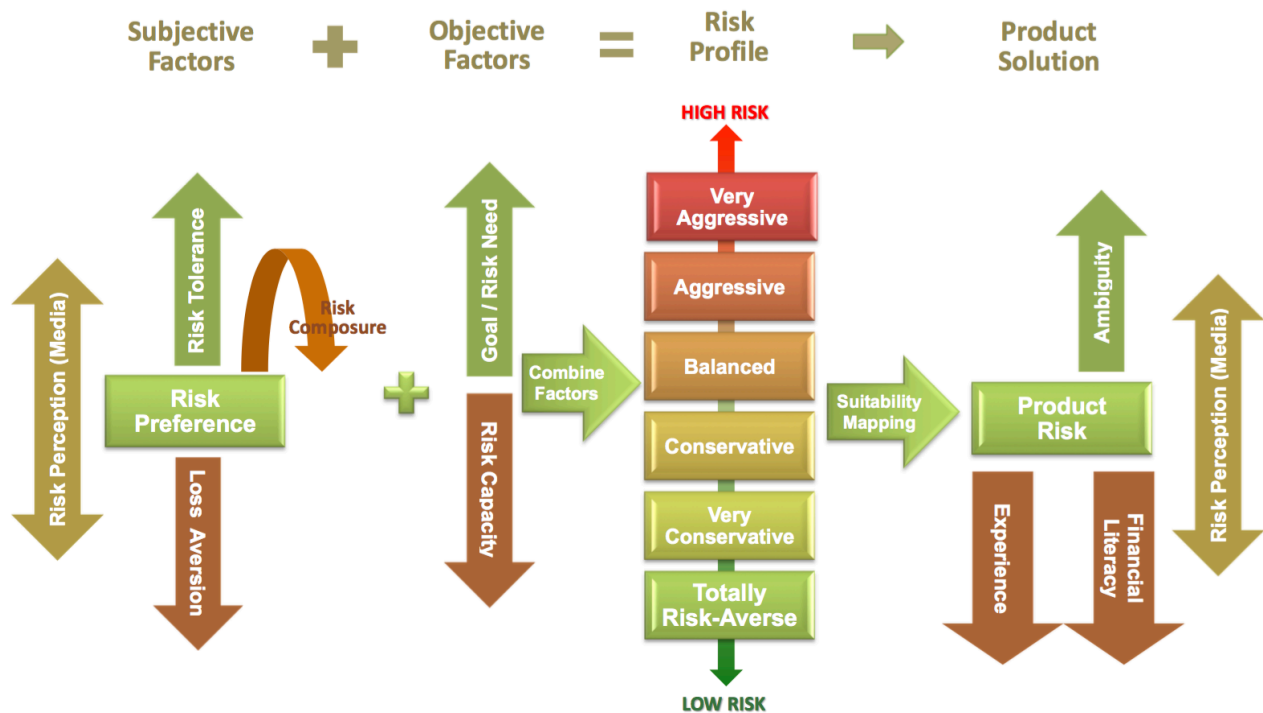 Subjective
Factors
+
Objective
Factors
=
Risk
Profile
Product
Solution
HIGH RISK
Risk Perception (Media)
Risk Tolerance
Risk
Composure
Risk
Preference
Loss Aversion
+
Goal / Risk Need
Risk Capacity
Combine
Factors
Very
Aggressive
Aggressive
Balanced
Conservative
Very
Conservative
Totally
Risk-Averse
LOW RISK
Suitability
Mapping
Ambiguity
Product
Risk
Experience
Financial
Literacy
Risk Perception (Media)